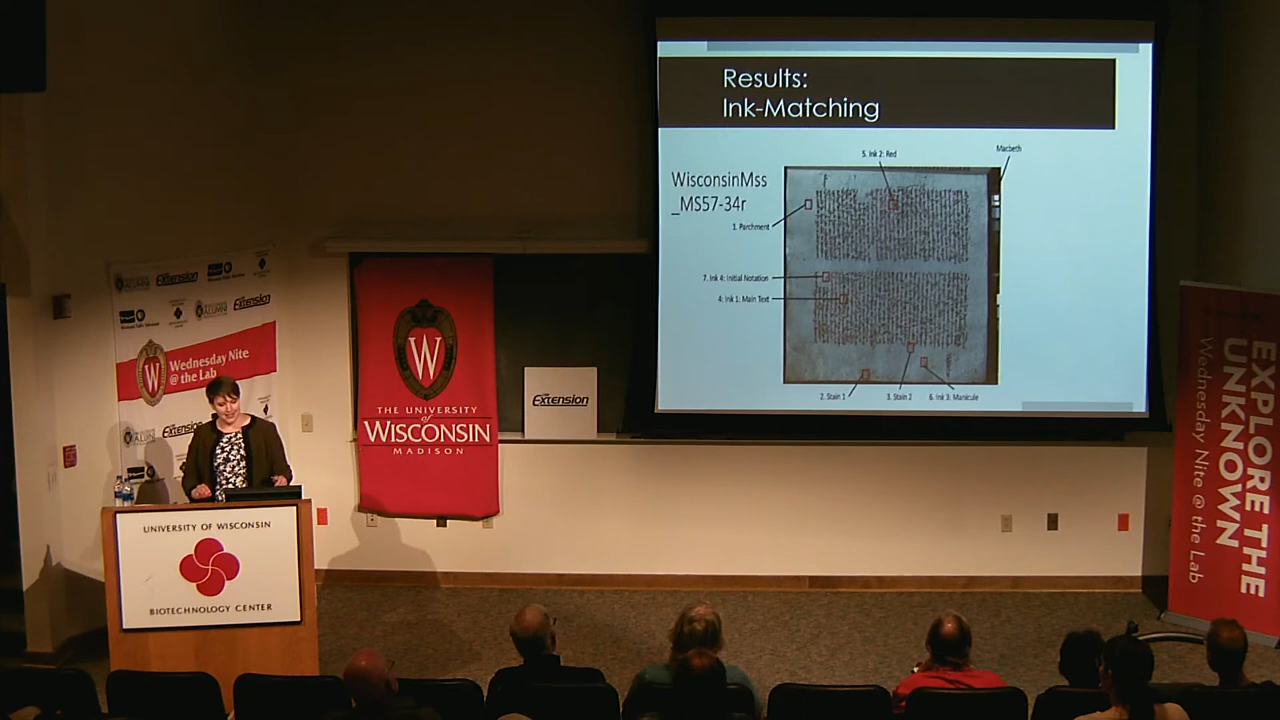 Results:
Ink-Matching
WisconsinMss
_MS57-34r
5. Ink 2: Red
Macbeth
1. Parchment
7. Ink 4: Initial Notation
4: Ink 1: Main Text
2. Stain 1
3. Stain 2
6. Ink 3: Manicule
Extension
Extension
Wednesday Nite
@ the Lab
Extension
W
THE UNIVERSITY
of
WISCONSIN
MADISON
Extension
UNIVERSITY OF WISCONSIN
BIOTECHNOLOGY CENTER
EXPLORE THE
UNKNOWN
Wednesday Nite @ the Lab